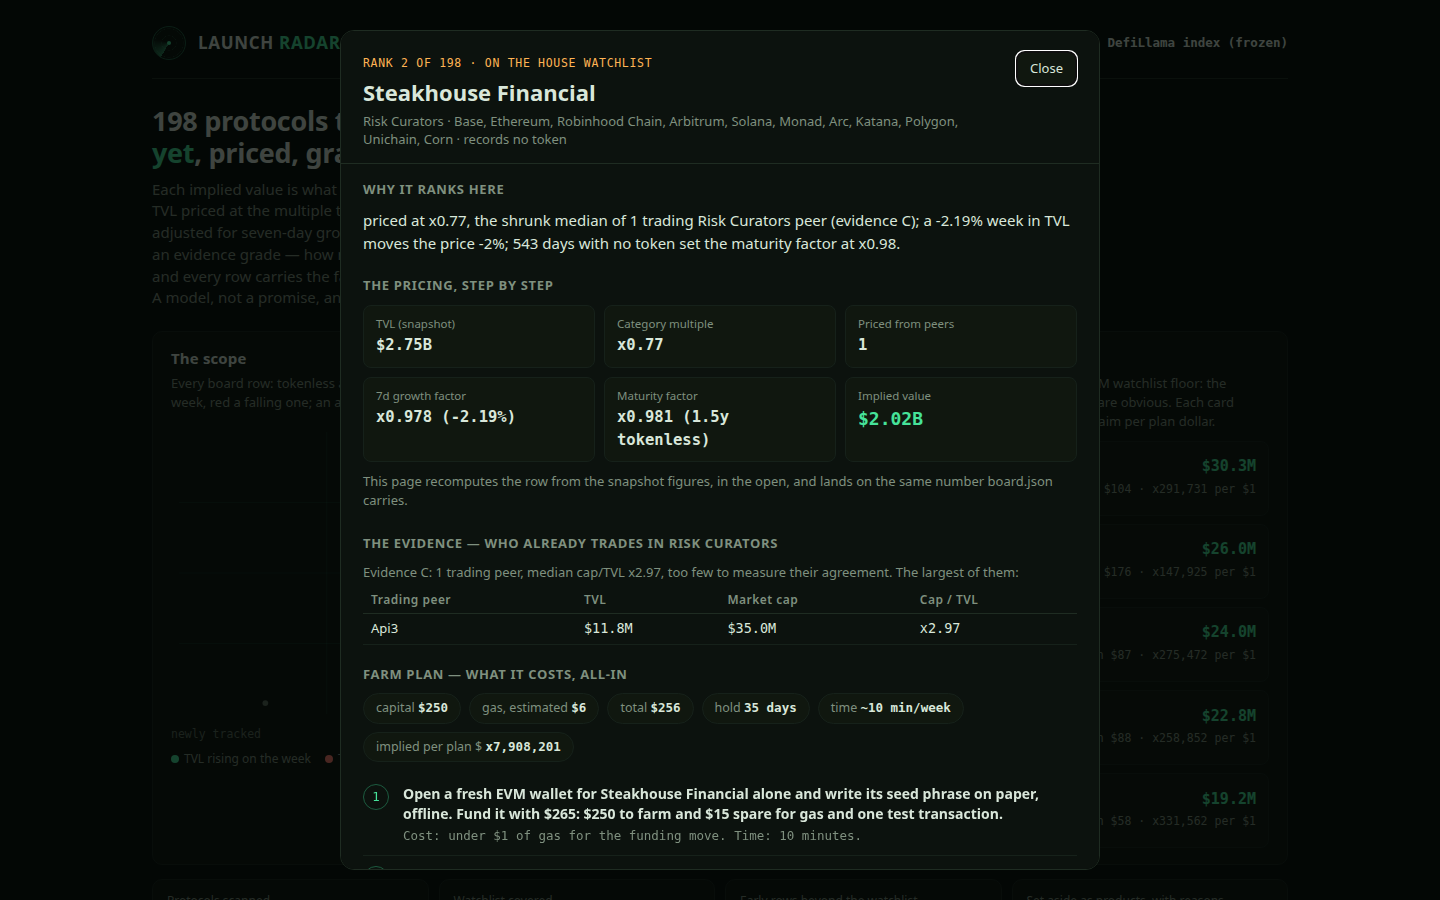 LAUNCH RADAR
DefiLlama index (frozen)
198 protocols
yet, priced,
Each implied value is what
TVL priced at the multiple
adjusted for seven-day
an evidence grade — how
and every row carries the
A model, not a promise,
The scope
Every board row: tokenless
week, red a falling one; an
newly tracked
TVL rising on the week
RANK 2 OF 198 · ON THE HOUSE WATCHLIST
Close
Steakhouse Financial
Risk Curators · Base, Ethereum, Robinhood Chain, Arbitrum, Solana, Monad, Arc, Katana, Polygon,
Unichain, Corn · records no token
WHY IT RANKS HERE
priced at x0.77, the shrunk median of 1 trading Risk Curators peer (evidence C); a -2.19% week in TVL
moves the price -2%; 543 days with no token set the maturity factor at x0.98.
THE PRICING, STEP BY STEP
TVL (snapshot)
$2.75B
Category multiple
x0.77
Priced from peers
1
7d growth factor
x0.978 (-2.19%)
Maturity factor
x0.981 (1.5y
tokenless)
Implied value
$2.02B
This page recomputes the row from the snapshot figures, in the open, and lands on the same number board.json
carries.
THE EVIDENCE — WHO ALREADY TRADES IN RISK CURATORS
Evidence C: 1 trading peer, median cap/TVL x2.97, too few to measure their agreement. The largest of them:
Trading peer TVL Market cap Cap / TVL
Api3 $11.8M $35.0M x2.97
FARM PLAN — WHAT IT COSTS, ALL-IN
capital $250 gas, estimated $6 total $256 hold 35 days time ~10 min/week
implied per plan $ x7,908,201
1
Open a fresh EVM wallet for Steakhouse Financial alone and write its seed phrase on paper,
offline. Fund it with $265: $250 to farm and $15 spare for gas and one test transaction.
Cost: under $1 of gas for the funding move. Time: 10 minutes.
watchlist floor: the
are obvious. Each card
per plan dollar.
$30.3M
$104 · x291,731 per $1
$26.0M
$176 · x147,925 per $1
$24.0M
$87 · x275,472 per $1
$22.8M
$88 · x258,852 per $1
$19.2M
$58 · x331,562 per $1